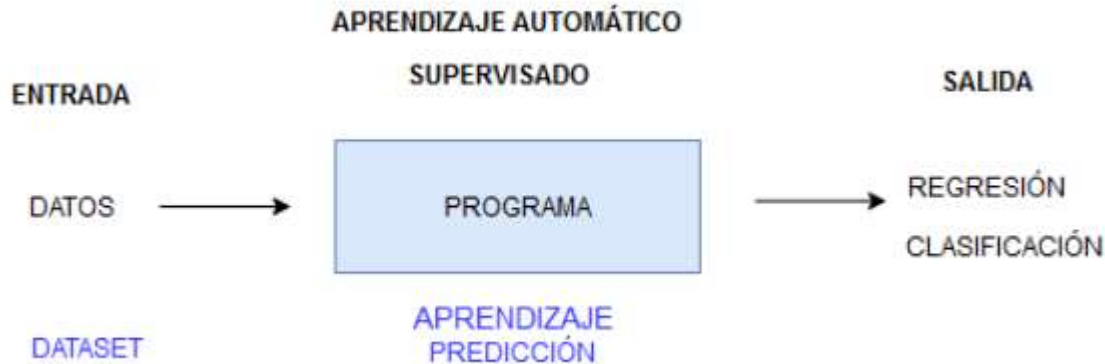 APRENDIZAJE AUTOMÁTICO
SUPERVISADO
ENTRADA
SALIDA
DATOS
PROGRAMA
REGRESIÓN
CLASIFICACIÓN
DATASET
APRENDIZAJE
PREDICCIÓN